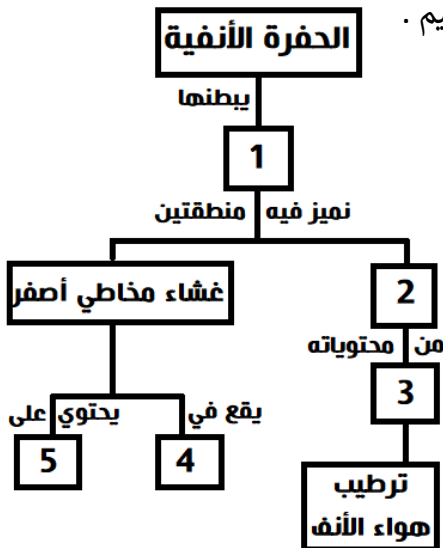 يم .
الحفرة الأنفية
يبطنها
1
نميز فيه منطقتين
غشاء مخاطي أصفر
2
من محتوياته
3
يقع في
يحتوي على
4
5
ترطيب
هواء الأنف